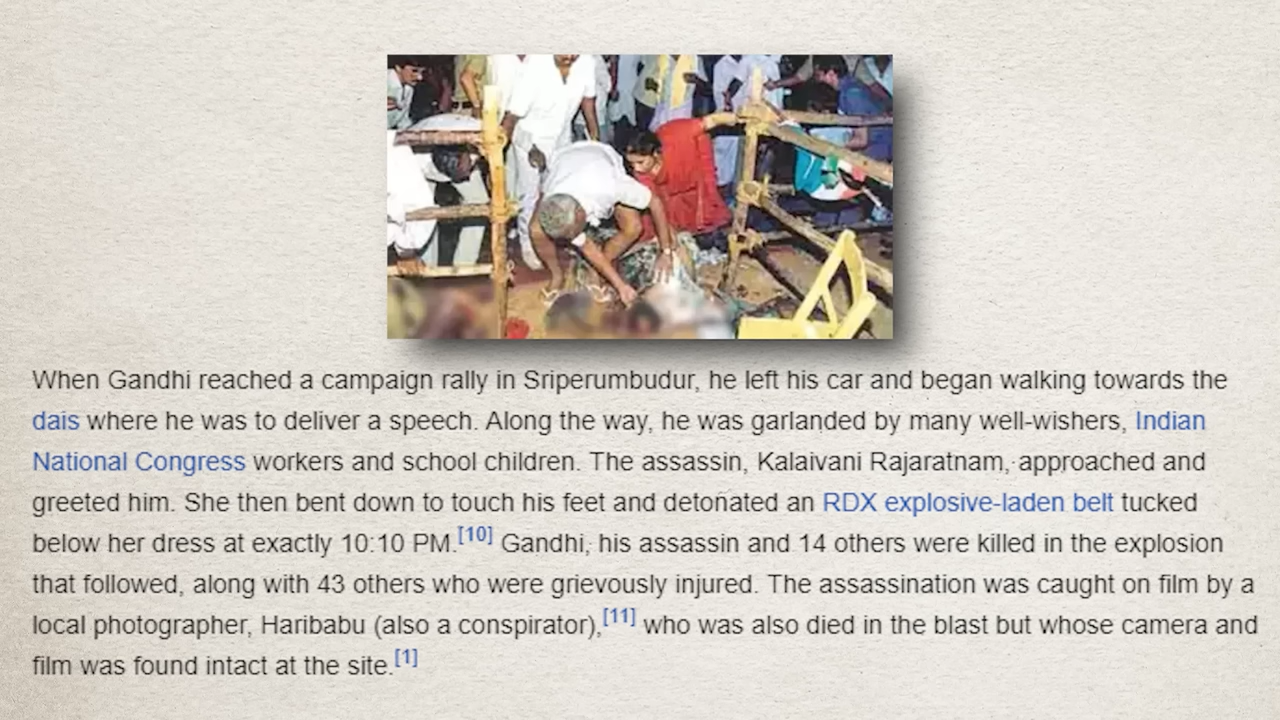 When Gandhi reached a campaign rally in Sriperumbudur, he left his car and began walking towards the
dais where he was to deliver a speech. Along the way, he was garlanded by many well-wishers, Indian
National Congress workers and school children. The assassin, Kalaivani Rajaratnam, approached and
greeted him. She then bent down to touch his feet and detonated an RDX explosive-laden belt tucked
below her dress at exactly 10:10 PM.[10] Gandhi, his assassin and 14 others were killed in the explosion
that followed, along with 43 others who were grievously injured. The assassination was caught on film by a
local photographer, Haribabu (also a conspirator),[11] who was also died in the blast but whose camera and
film was found intact at the site.[1]